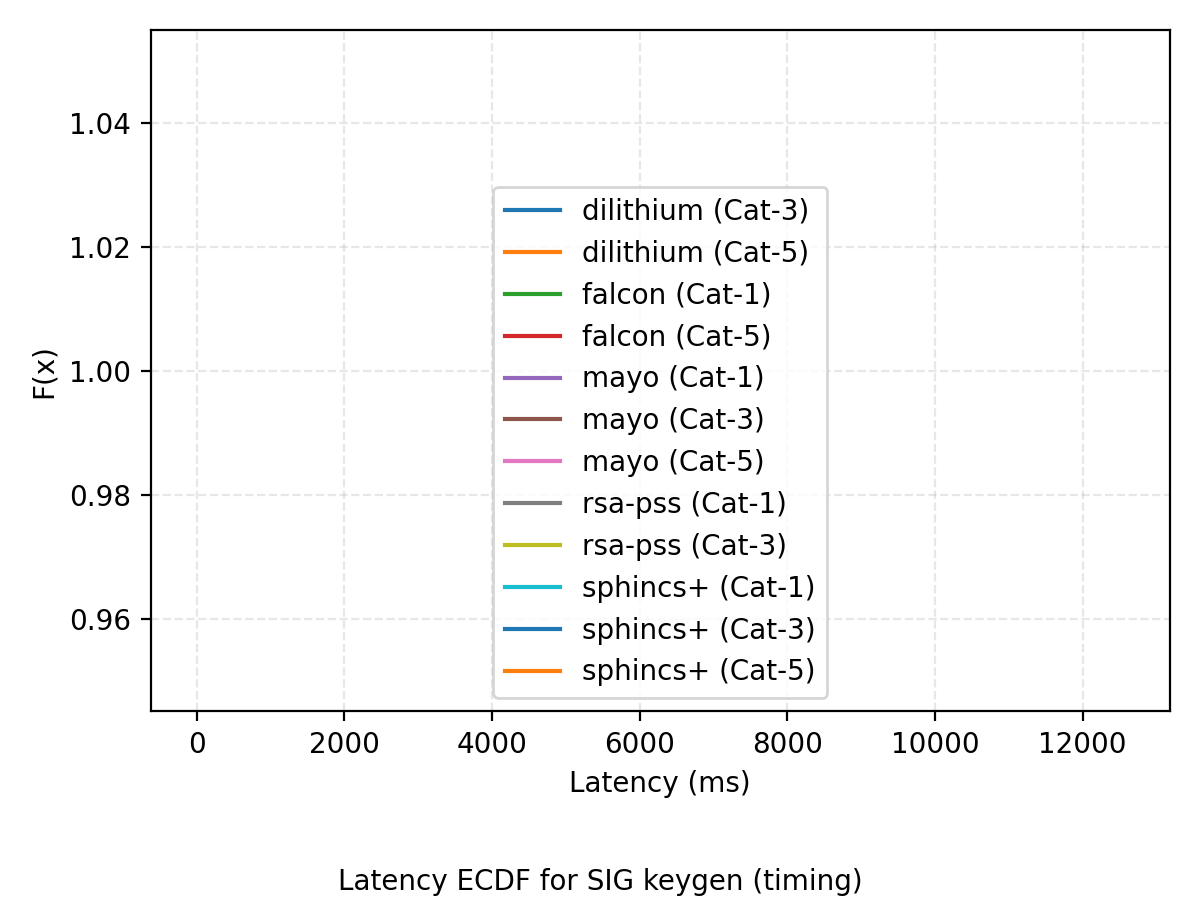 1.04
1.02
1.00
0.98
0.96
F(x)
dilithium (Cat-3)
dilithium (Cat-5)
falcon (Cat-1)
falcon (Cat-5)
mayo (Cat-1)
mayo (Cat-3)
mayo (Cat-5)
rsa-pss (Cat-1)
rsa-pss (Cat-3)
sphincs+ (Cat-1)
sphincs+ (Cat-3)
sphincs+ (Cat-5)
0 2000 4000 6000 8000 10000 12000
Latency (ms)
Latency ECDF for SIG keygen (timing)